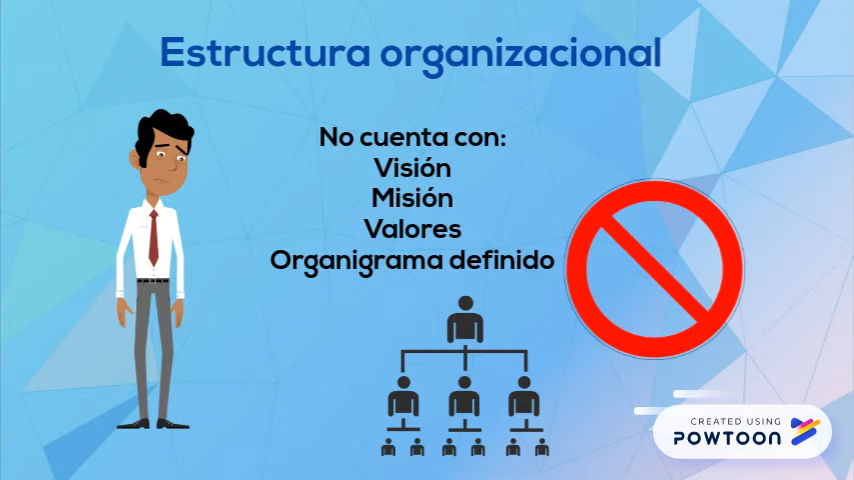 Estructura organizacional
No cuenta con:
Visión
Misión
Valores
Organigrama definido
CREATED USING
POWTOON